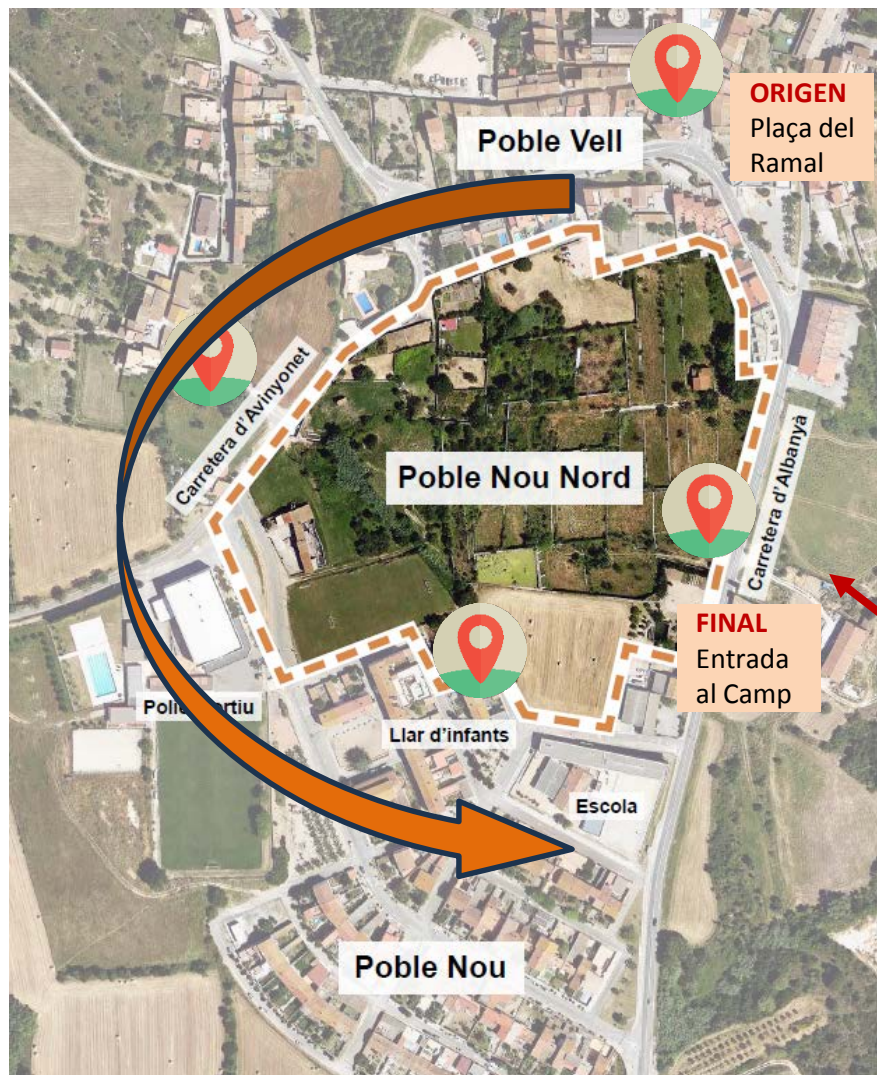 ORIGEN
Plaça del
Ramal
Poble Vell
Carretera d'Avinyonet
Poble Nou Nord
Carretera d'Albanyà
FINAL
Entrada
al Camp
Llar d'infants
Escola
Poble Nou